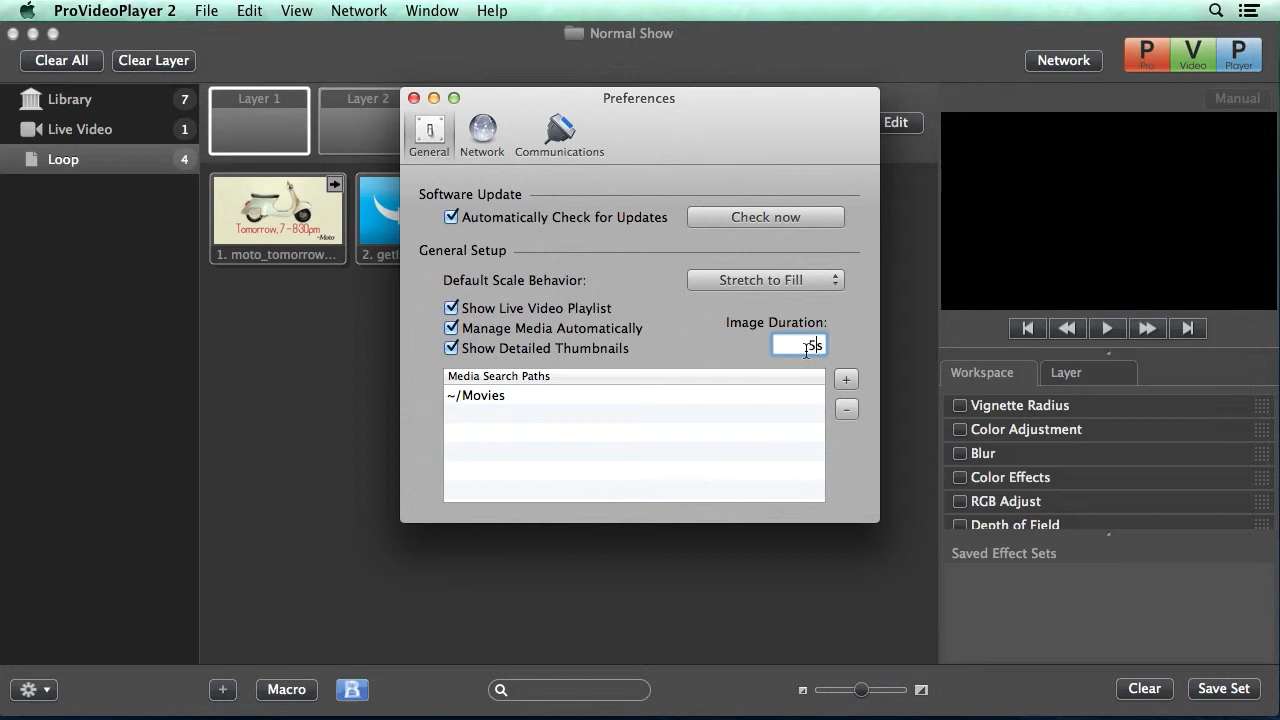 ProVideoPlayer 2 File Edit View Network Window Help
Normal Show
Clear All Clear Layer Network P Pro V Video P Player
Library 7
Live Video 1
Loop 4
Layer 1 Layer 2 Edit Manual
Tomorrow, 7-830pm
~Moto
1. moto_tomorrow... 2. getl
Preferences
General Network Communications
Software Update
Automatically Check for Updates Check now
General Setup
Default Scale Behavior: Stretch to Fill
Show Live Video Playlist
Image Duration:
Manage Media Automatically
5s
Show Detailed Thumbnails
Media Search Paths
+
~/Movies
-
Workspace Layer
Vignette Radius
Color Adjustment
Blur
Color Effects
RGB Adjust
Depth of Field
Saved Effect Sets
+ Macro B Clear Save Set